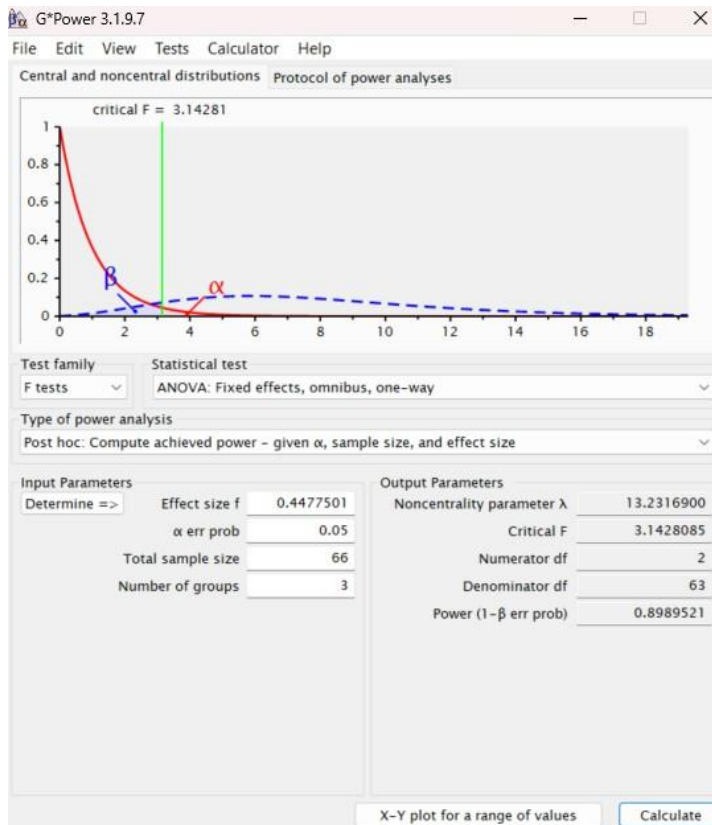 G*Power 3.1.9.7
File Edit View Tests Calculator Help
Central and noncentral distributions Protocol of power analyses
critical F = 3.14281
1
0.8
0.6
0.4
0.2
0
β
α
0 2 4 6 8 10 12 14 16 18
Test family Statistical test
F tests ANOVA: Fixed effects, omnibus, one-way
Type of power analysis
Post hoc: Compute achieved power – given α, sample size, and effect size
Input Parameters Output Parameters
Determine => Effect size f 0.4477501 Noncentrality parameter λ 13.2316900
α err prob 0.05 Critical F 3.1428085
Total sample size 66 Numerator df 2
Number of groups 3 Denominator df 63
Power (1-β err prob) 0.8989521
X-Y plot for a range of values Calculate